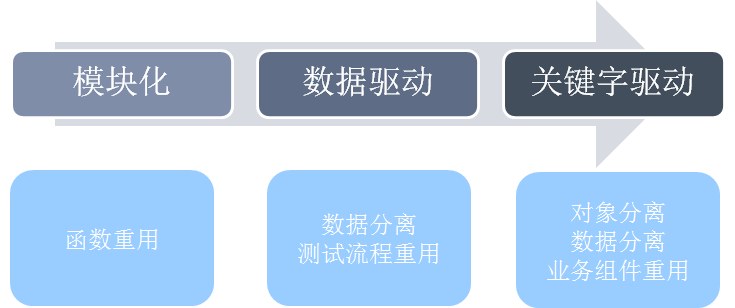 模块化
数据驱动
关键字驱动
函数重用
数据分离
测试流程重用
对象分离
数据分离
业务组件重用